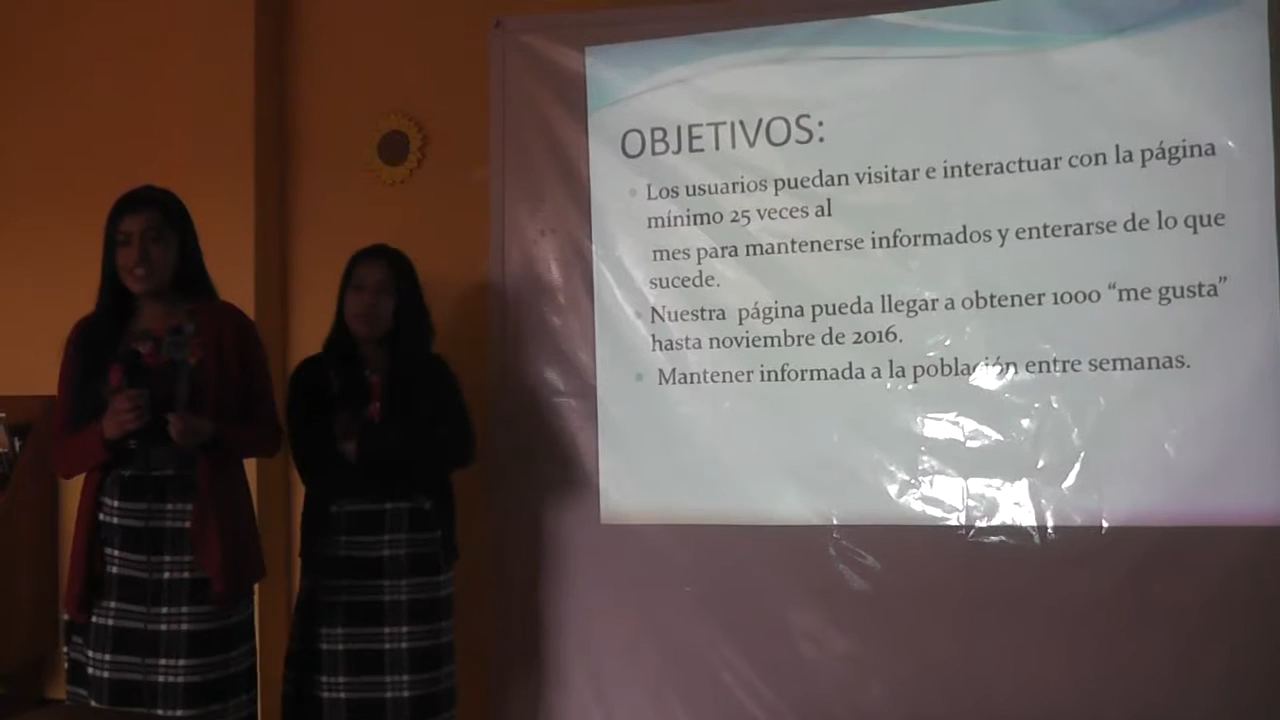 OBJETIVOS:
Los usuarios puedan visitar e interactuar con la página
mínimo 25 veces al
mes para mantenerse informados y enterarse de lo que
sucede.
Nuestra página pueda llegar a obtener 1000 “me gusta”
hasta noviembre de 2016.
Mantener informada a la población entre semanas.